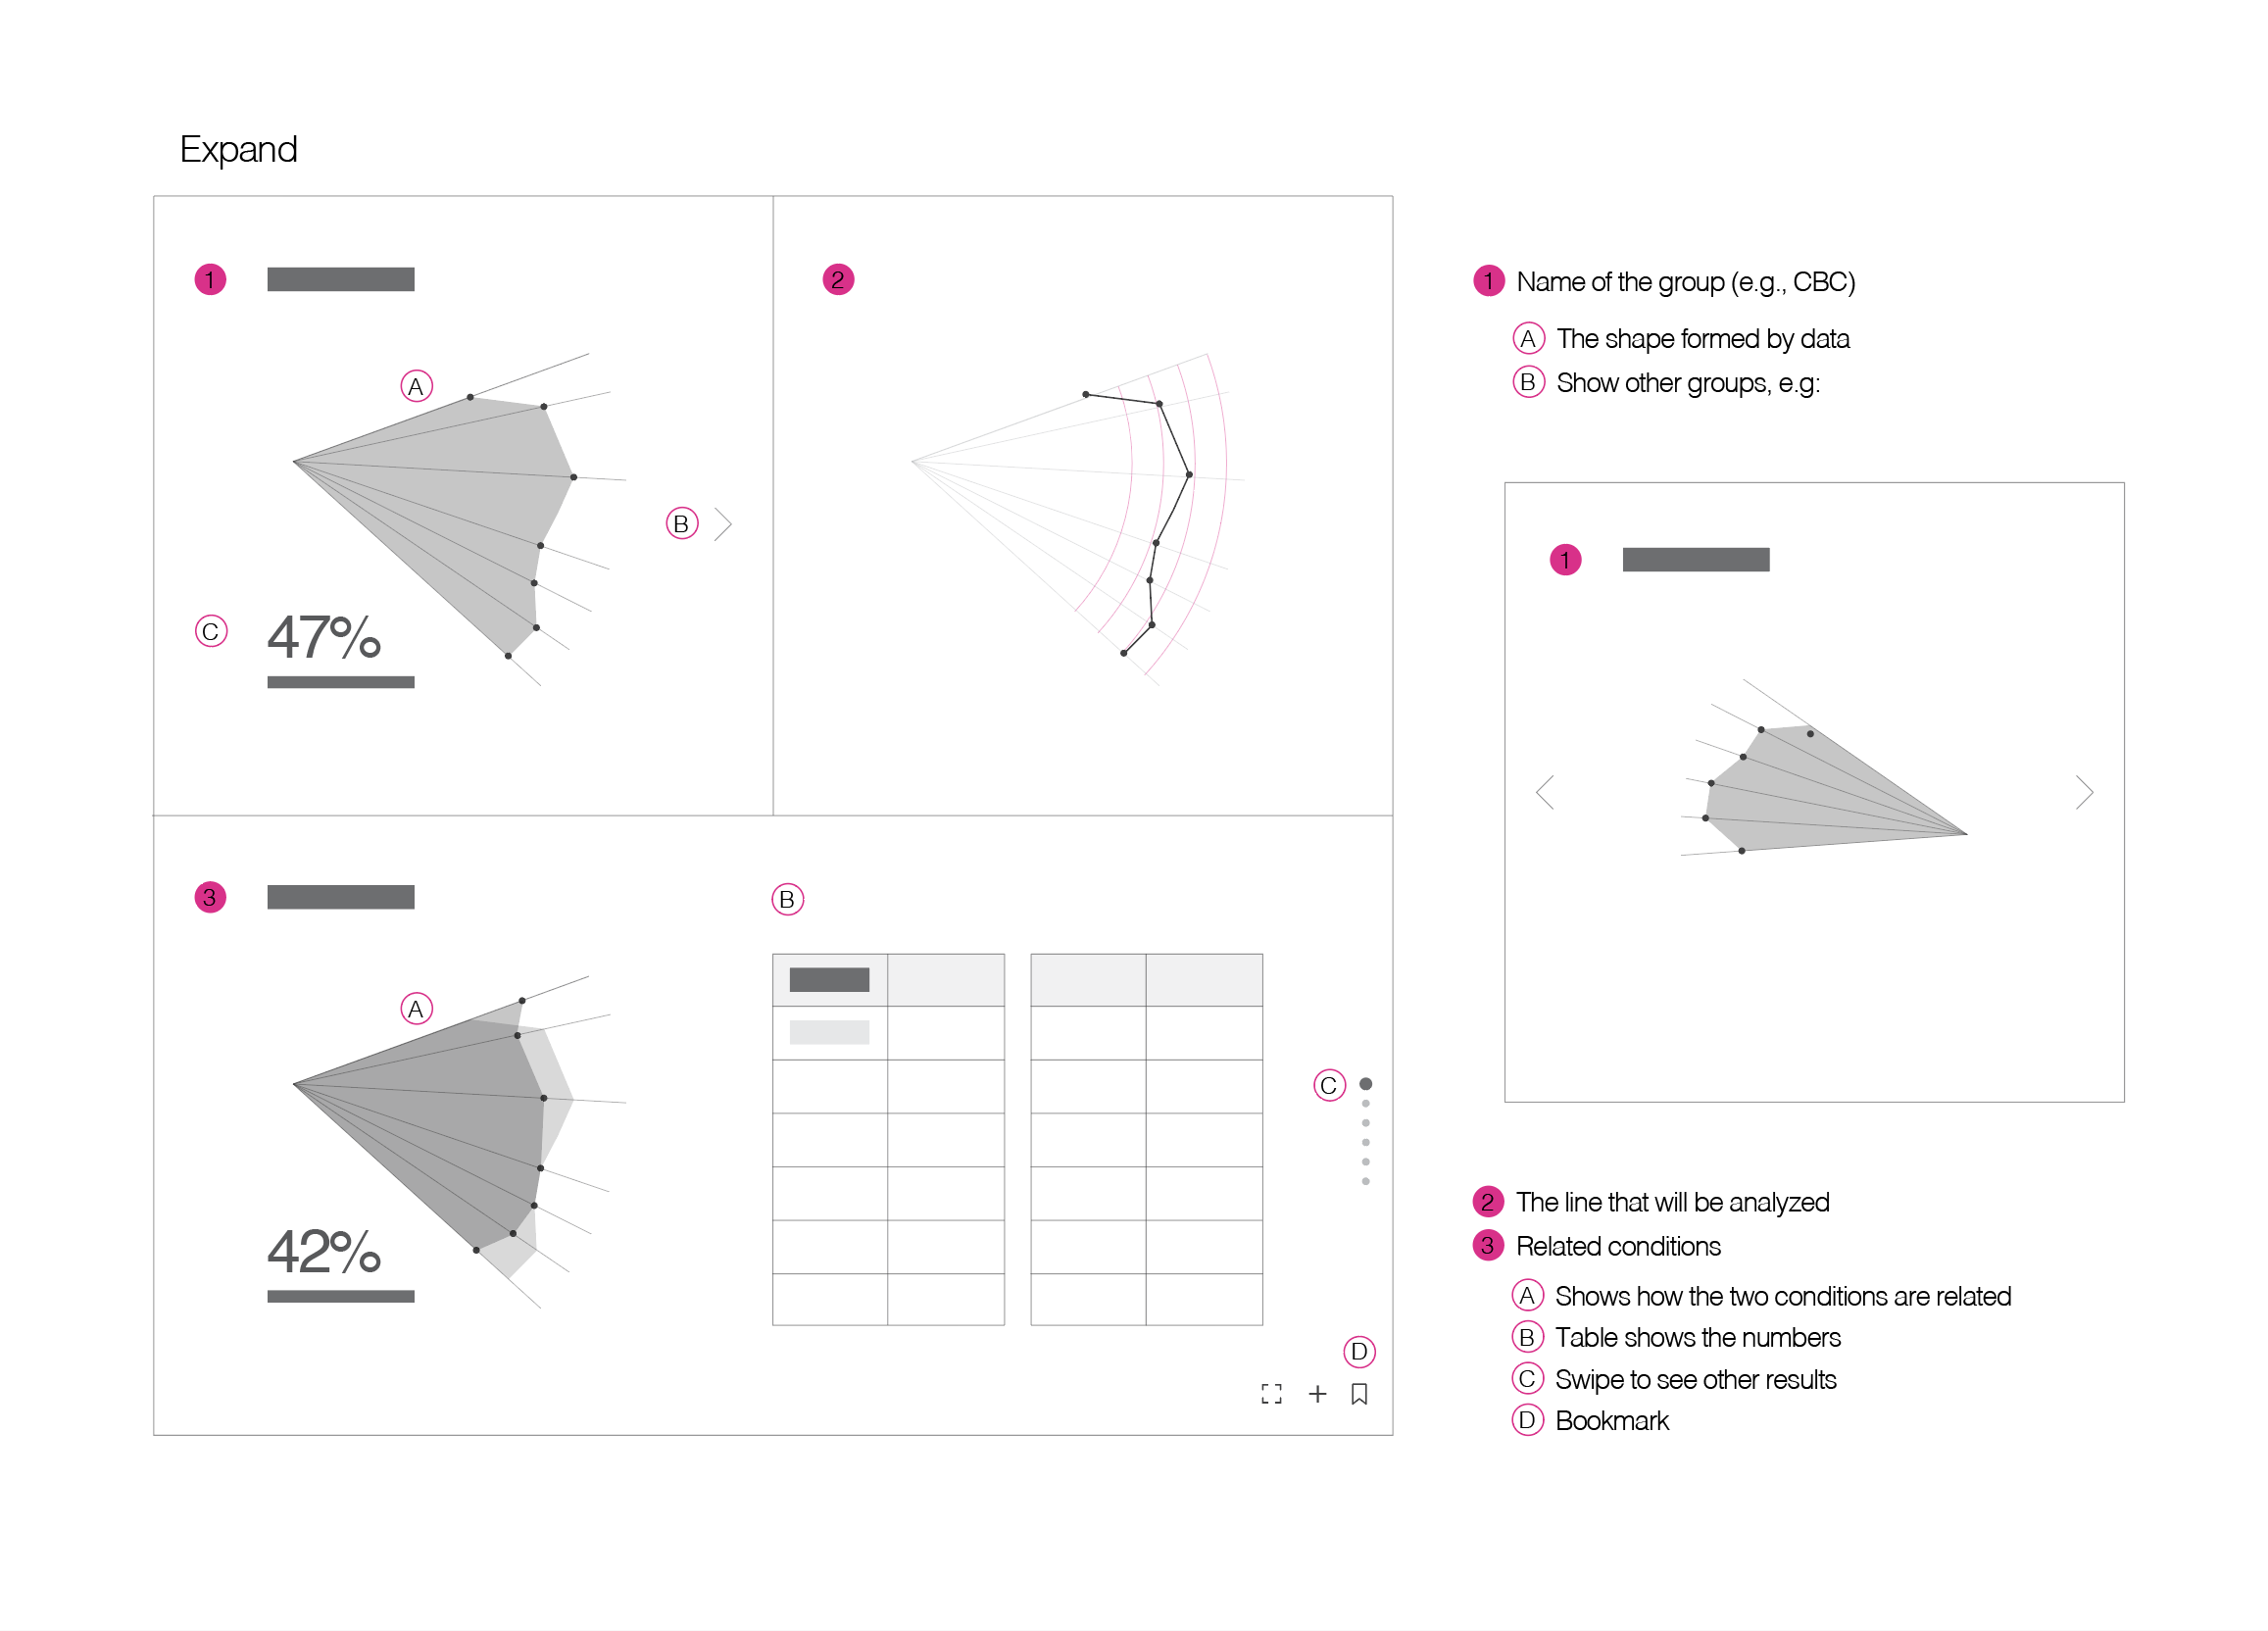 Expand
1
A
B
C
47%
2
3
A
42%
B
C
D
1 Name of the group (e.g., CBC)
A The shape formed by data
B Show other groups, e.g:
1
2 The line that will be analyzed
3 Related conditions
A Shows how the two conditions are related
B Table shows the numbers
C Swipe to see other results
D Bookmark